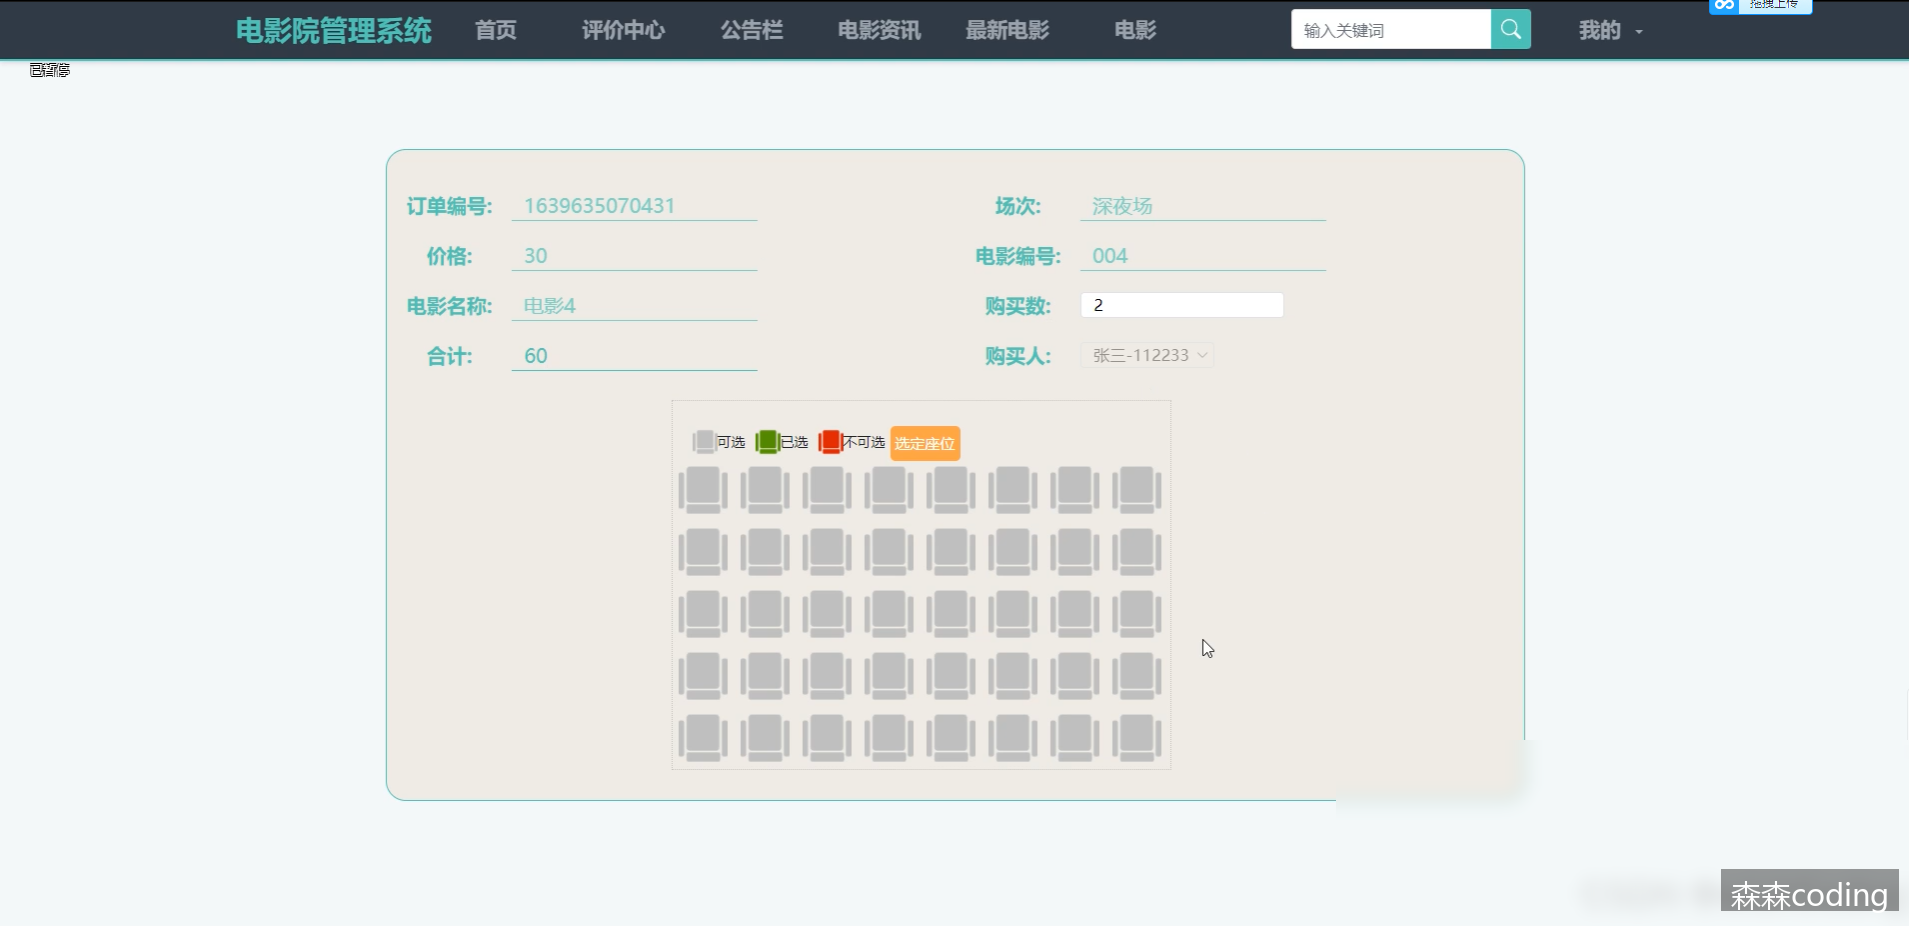 拖拽上传
电影院管理系统 首页 评价中心 公告栏 电影资讯 最新电影 电影 输入关键词 我的
已暂停
订单编号: 1639635070431 场次: 深夜场
价格: 30 电影编号: 004
电影名称: 电影4 购买数: 2
合计: 60 购买人: 张三-112233
可选 已选 不可选 选定座位
森森coding